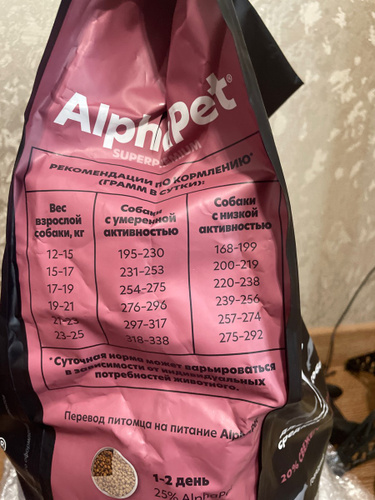 AlphaPet®
SUPERPREMIUM
РЕКОМЕНДАЦИИ ПО КОРМЛЕНИЮ*
(ГРАММ В СУТКИ):
Вес взрослой собаки, кг
Собаки с умеренной активностью
Собаки с низкой активностью
12-15 195-230 168-199
15-17 231-253 200-219
17-19 254-275 220-238
19-21 276-296 239-256
21-23 297-317 257-274
23-25 318-338 275-292
*Суточная норма может варьироваться
в зависимости от индивидуальных
потребностей животного.
Перевод питомца на питание
1-2 день
25%
20%